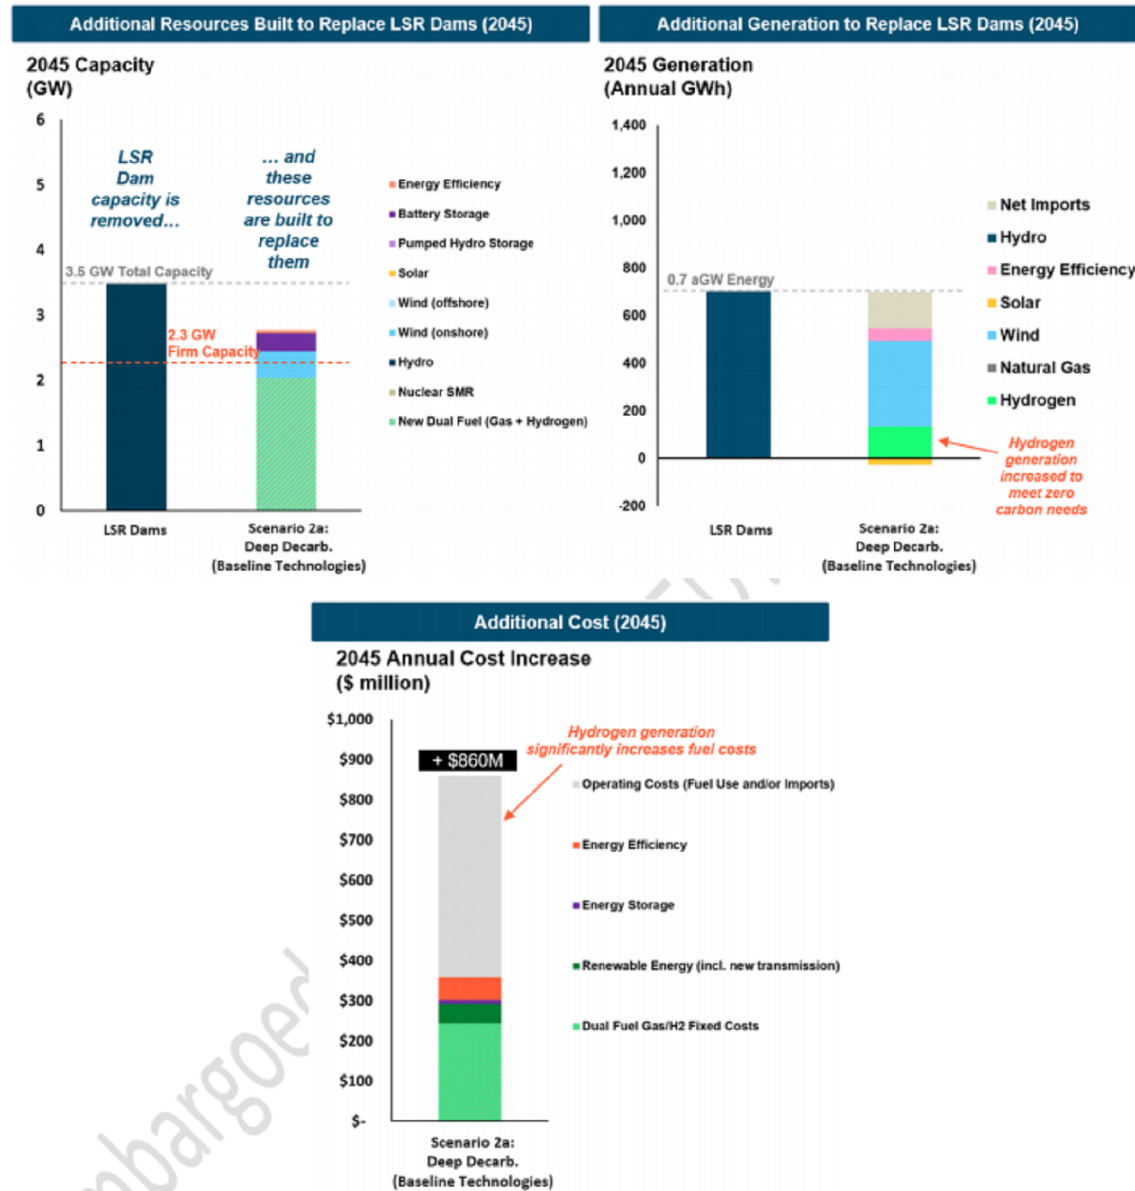 Additional Resources Built to Replace LSR Dams (2045)
2045 Capacity
(GW)
6
5
4
3
2
1
0
LSR
Dam
capacity is
removed...
... and
these
resources
are built to
replace
them
3.5 GW Total Capacity
2.3 GW
Firm Capacity
LSR Dams
Scenario 2a:
Deep Decarb.
(Baseline Technologies)
Energy Efficiency
Battery Storage
Pumped Hydro Storage
Solar
Wind (offshore)
Wind (onshore)
Hydro
Nuclear SMR
New Dual Fuel (Gas + Hydrogen)
Additional Generation to Replace LSR Dams (2045)
2045 Generation
(Annual GWh)
1,400
1,200
1,000
800
600
400
200
0
-200
0.7 aGW Energy
LSR Dams
Scenario 2a:
Deep Decarb.
(Baseline Technologies)
Net Imports
Hydro
Energy Efficiency
Solar
Wind
Natural Gas
Hydrogen
Hydrogen
generation
increased to
meet zero
carbon needs
Additional Cost (2045)
2045 Annual Cost Increase
($ million)
$1,000
$900
$800
$700
$600
$500
$400
$300
$200
$100
$-
+ $860M
Hydrogen generation
significantly increases fuel costs
Operating Costs (Fuel Use and/or Imports)
Energy Efficiency
Energy Storage
Renewable Energy (incl. new transmission)
Dual Fuel Gas/H2 Fixed Costs
Scenario 2a:
Deep Decarb.
(Baseline Technologies)